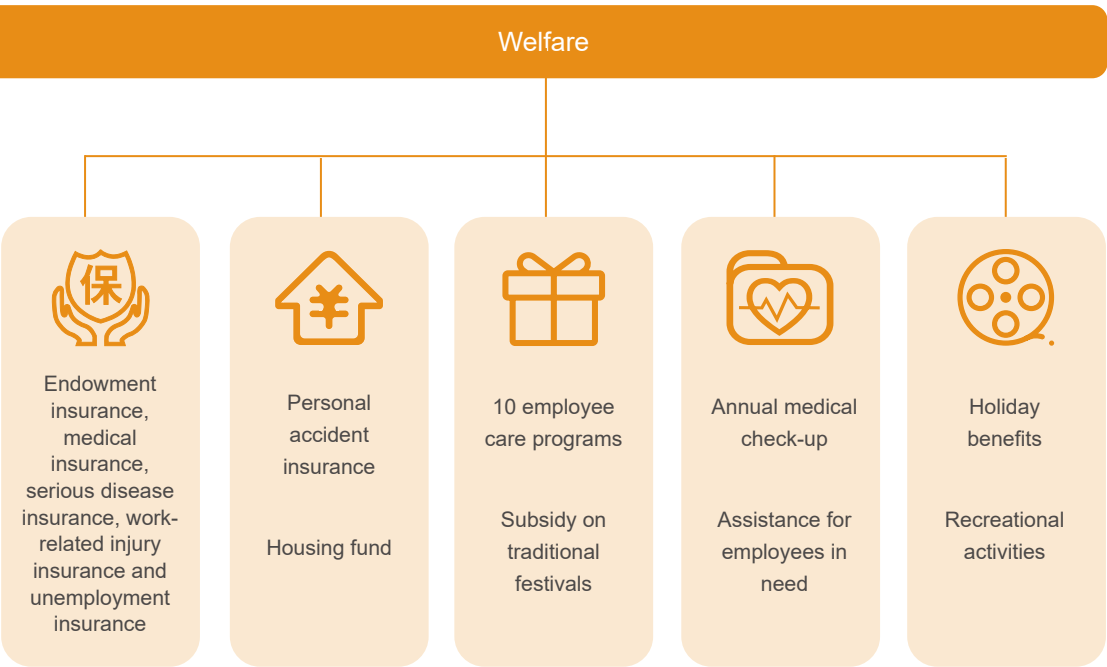 Welfare
保
Endowment
insurance,
medical
insurance,
serious disease
insurance, work-
related injury
insurance and
unemployment
insurance
¥
Personal
accident
insurance
Housing fund
10 employee
care programs
Subsidy on
traditional
festivals
Annual medical
check-up
Assistance for
employees in
need
Holiday
benefits
Recreational
activities